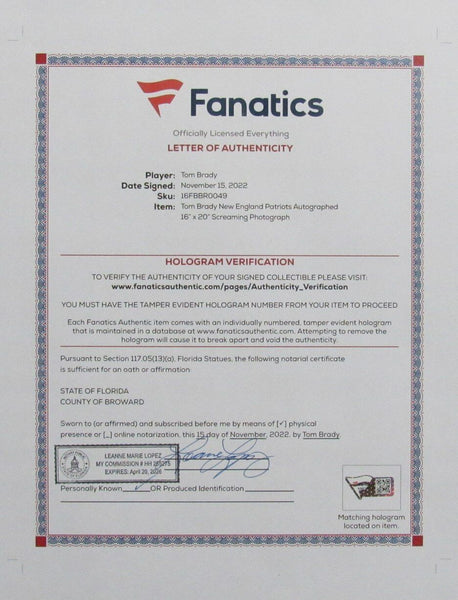 Fanatics
Officially Licensed Everything
LETTER OF AUTHENTICITY
Player: Tom Brady
Date Signed: November 15, 2022
Sku: 16FBBR0049
Item: Tom Brady New England Patriots Autographed
16" x 20" Screaming Photograph
HOLOGRAM VERIFICATION
TO VERIFY THE AUTHENTICITY OF YOUR SIGNED COLLECTIBLE PLEASE VISIT:
www.fanaticsauthentic.com/pages/Authenticity_Verification
YOU MUST HAVE THE TAMPER EVIDENT HOLOGRAM NUMBER FROM YOUR ITEM TO PROCEED
Each Fanatics Authentic item comes with an individually numbered, tamper evident hologram
that is maintained in a database at www.fanaticsauthentic.com. Attempting to remove the
hologram will cause it to break apart and void the authenticity.
Pursuant to Section 117.05(13)(a), Florida Statues, the following notarial certificate
is sufficient for an oath or affirmation:
STATE OF FLORIDA
COUNTY OF BROWARD
Sworn to (or affirmed) and subscribed before me by means of [✓] physical
presence or [_] online notarization, this 15 day of November, 2022, by Tom Brady.
LEANNE MARIE LOPEZ
MY COMMISSION # HH
EXPIRES: April 20, 2026
Personally Known ✓ OR Produced Identification
Matching hologram
located on item.